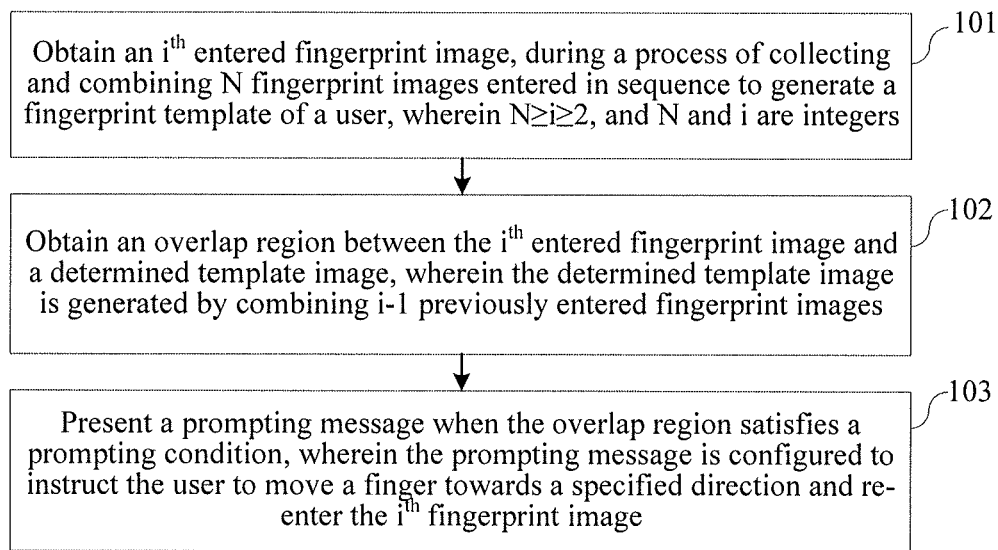 101
Obtain an i^th entered fingerprint image, during a process of collecting
and combining N fingerprint images entered in sequence to generate a
fingerprint template of a user, wherein N≥i≥2, and N and i are integers
102
Obtain an overlap region between the i^th entered fingerprint image and
a determined template image, wherein the determined template image
is generated by combining i-1 previously entered fingerprint images
103
Present a prompting message when the overlap region satisfies a
prompting condition, wherein the prompting message is configured to
instruct the user to move a finger towards a specified direction and re-
enter the i^th fingerprint image